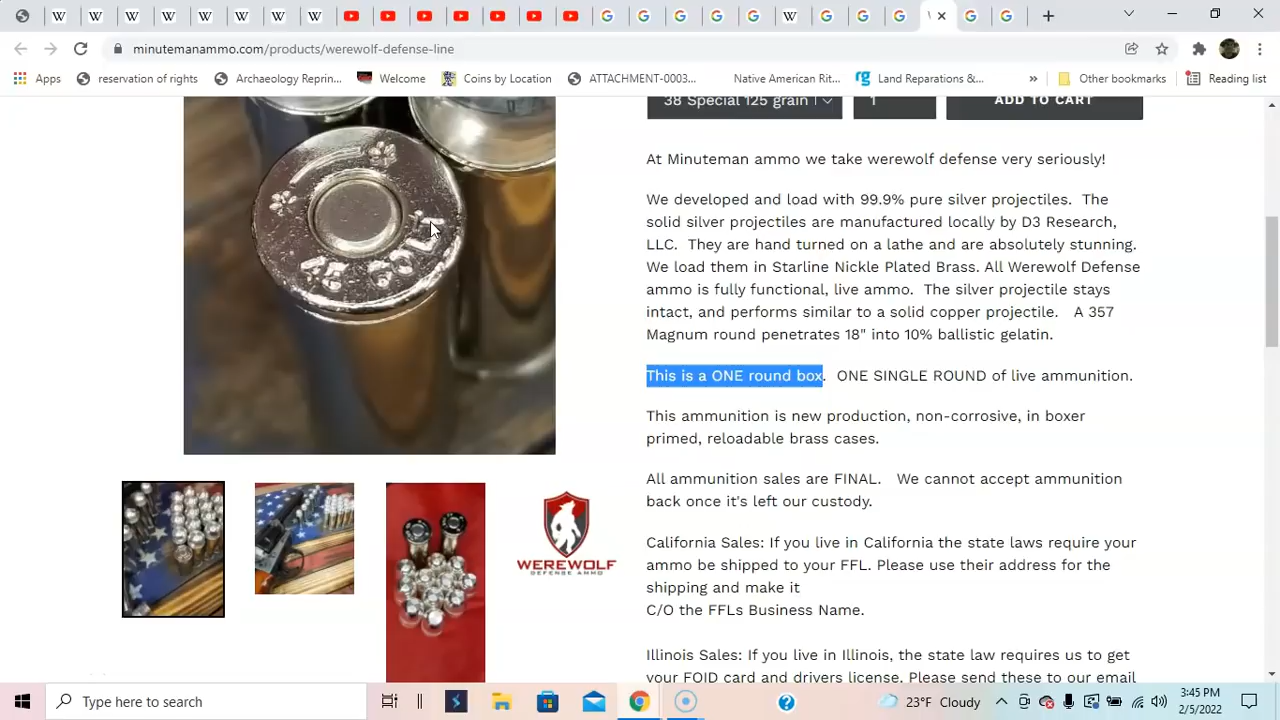 minutemanammo.com/products/werewolf-defense-line
Apps
reservation of rights
Archaeology Reprin...
Welcome
Coins by Location
ATTACHMENT-0003...
Native American Rit...
Land Reparations &...
»
Other bookmarks
Reading list
38 Special 125 grain
1
ADD TO CART
At Minuteman ammo we take werewolf defense very seriously!
We developed and load with 99.9% pure silver projectiles. The
solid silver projectiles are manufactured locally by D3 Research,
LLC. They are hand turned on a lathe and are absolutely stunning.
We load them in Starline Nickle Plated Brass. All Werewolf Defense
ammo is fully functional, live ammo. The silver projectile stays
intact, and performs similar to a solid copper projectile. A 357
Magnum round penetrates 18" into 10% ballistic gelatin.
This is a ONE round box. ONE SINGLE ROUND of live ammunition.
This ammunition is new production, non-corrosive, in boxer
primed, reloadable brass cases.
All ammunition sales are FINAL. We cannot accept ammunition
back once it's left our custody.
California Sales: If you live in California the state laws require your
ammo be shipped to your FFL. Please use their address for the
shipping and make it
C/O the FFLs Business Name.
Illinois Sales: If you live in Illinois, the state law requires us to get
your FOID card and drivers license. Please send these to our email
45 COLT
WEREWOLF
DEFENSE AMMO
Type here to search
23°F Cloudy
3:45 PM
2/5/2022